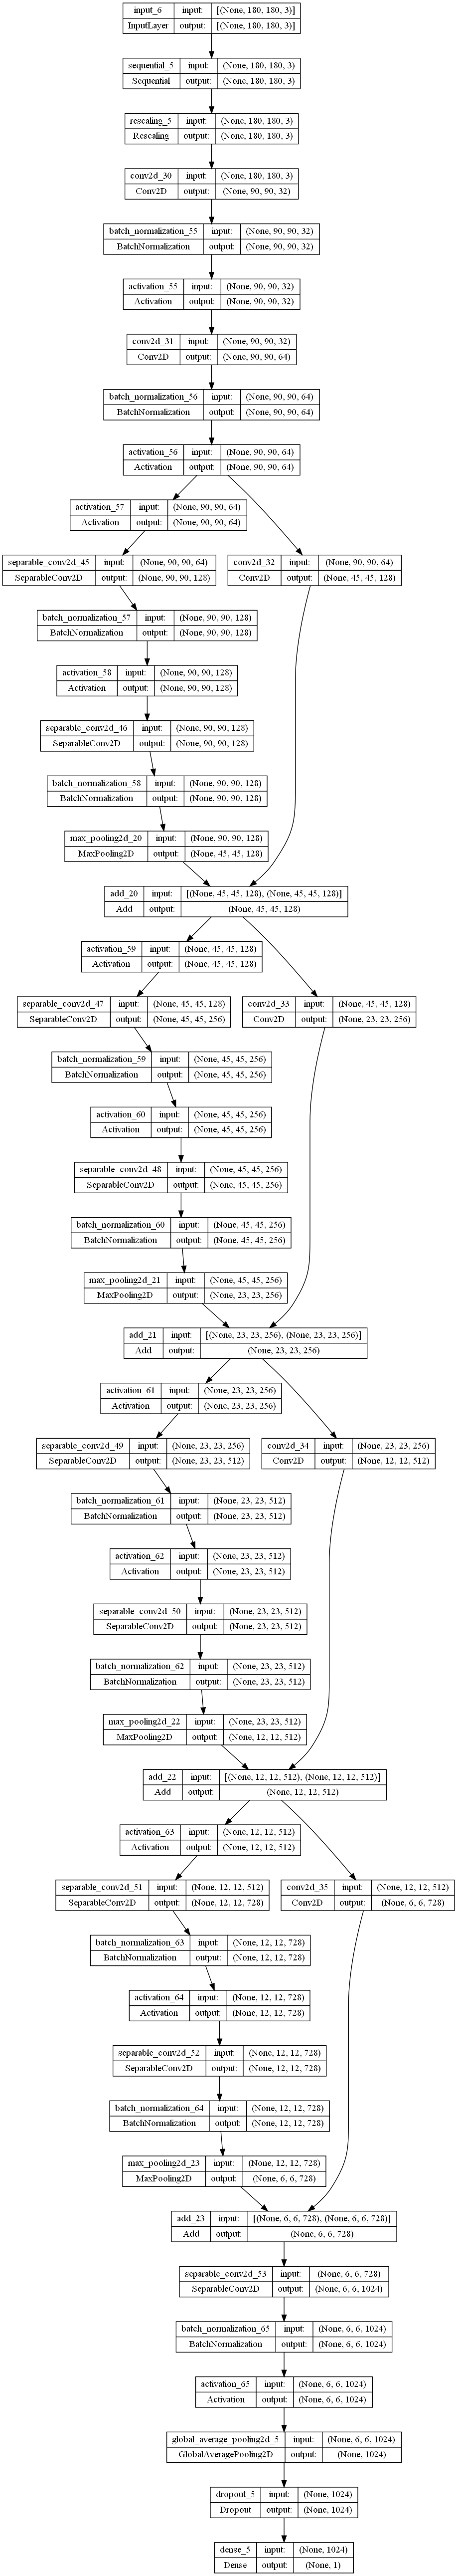 input_6 input: [(None, 180, 180, 3)]
InputLayer output: [(None, 180, 180, 3)]
sequential_5 input: (None, 180, 180, 3)
Sequential output: (None, 180, 180, 3)
rescaling_5 input: (None, 180, 180, 3)
Rescaling output: (None, 180, 180, 3)
conv2d_30 input: (None, 180, 180, 3)
Conv2D output: (None, 90, 90, 32)
batch_normalization_55 input: (None, 90, 90, 32)
BatchNormalization output: (None, 90, 90, 32)
activation_55 input: (None, 90, 90, 32)
Activation output: (None, 90, 90, 32)
conv2d_31 input: (None, 90, 90, 32)
Conv2D output: (None, 90, 90, 64)
batch_normalization_56 input: (None, 90, 90, 64)
BatchNormalization output: (None, 90, 90, 64)
activation_56 input: (None, 90, 90, 64)
Activation output: (None, 90, 90, 64)
activation_57 input: (None, 90, 90, 64)
Activation output: (None, 90, 90, 64)
separable_conv2d_45 input: (None, 90, 90, 64)
SeparableConv2D output: (None, 90, 90, 128)
conv2d_32 input: (None, 90, 90, 64)
Conv2D output: (None, 45, 45, 128)
batch_normalization_57 input: (None, 90, 90, 128)
BatchNormalization output: (None, 90, 90, 128)
activation_58 input: (None, 90, 90, 128)
Activation output: (None, 90, 90, 128)
separable_conv2d_46 input: (None, 90, 90, 128)
SeparableConv2D output: (None, 90, 90, 128)
batch_normalization_58 input: (None, 90, 90, 128)
BatchNormalization output: (None, 90, 90, 128)
max_pooling2d_20 input: (None, 90, 90, 128)
MaxPooling2D output: (None, 45, 45, 128)
add_20 input: [(None, 45, 45, 128), (None, 45, 45, 128)]
Add output: (None, 45, 45, 128)
activation_59 input: (None, 45, 45, 128)
Activation output: (None, 45, 45, 128)
separable_conv2d_47 input: (None, 45, 45, 128)
SeparableConv2D output: (None, 45, 45, 256)
conv2d_33 input: (None, 45, 45, 128)
Conv2D output: (None, 23, 23, 256)
batch_normalization_59 input: (None, 45, 45, 256)
BatchNormalization output: (None, 45, 45, 256)
activation_60 input: (None, 45, 45, 256)
Activation output: (None, 45, 45, 256)
separable_conv2d_48 input: (None, 45, 45, 256)
SeparableConv2D output: (None, 45, 45, 256)
batch_normalization_60 input: (None, 45, 45, 256)
BatchNormalization output: (None, 45, 45, 256)
max_pooling2d_21 input: (None, 45, 45, 256)
MaxPooling2D output: (None, 23, 23, 256)
add_21 input: [(None, 23, 23, 256), (None, 23, 23, 256)]
Add output: (None, 23, 23, 256)
activation_61 input: (None, 23, 23, 256)
Activation output: (None, 23, 23, 256)
separable_conv2d_49 input: (None, 23, 23, 256)
SeparableConv2D output: (None, 23, 23, 512)
conv2d_34 input: (None, 23, 23, 256)
Conv2D output: (None, 12, 12, 512)
batch_normalization_61 input: (None, 23, 23, 512)
BatchNormalization output: (None, 23, 23, 512)
activation_62 input: (None, 23, 23, 512)
Activation output: (None, 23, 23, 512)
separable_conv2d_50 input: (None, 23, 23, 512)
SeparableConv2D output: (None, 23, 23, 512)
batch_normalization_62 input: (None, 23, 23, 512)
BatchNormalization output: (None, 23, 23, 512)
max_pooling2d_22 input: (None, 23, 23, 512)
MaxPooling2D output: (None, 12, 12, 512)
add_22 input: [(None, 12, 12, 512), (None, 12, 12, 512)]
Add output: (None, 12, 12, 512)
activation_63 input: (None, 12, 12, 512)
Activation output: (None, 12, 12, 512)
separable_conv2d_51 input: (None, 12, 12, 512)
SeparableConv2D output: (None, 12, 12, 728)
conv2d_35 input: (None, 12, 12, 512)
Conv2D output: (None, 6, 6, 728)
batch_normalization_63 input: (None, 12, 12, 728)
BatchNormalization output: (None, 12, 12, 728)
activation_64 input: (None, 12, 12, 728)
Activation output: (None, 12, 12, 728)
separable_conv2d_52 input: (None, 12, 12, 728)
SeparableConv2D output: (None, 12, 12, 728)
batch_normalization_64 input: (None, 12, 12, 728)
BatchNormalization output: (None, 12, 12, 728)
max_pooling2d_23 input: (None, 12, 12, 728)
MaxPooling2D output: (None, 6, 6, 728)
add_23 input: [(None, 6, 6, 728), (None, 6, 6, 728)]
Add output: (None, 6, 6, 728)
separable_conv2d_53 input: (None, 6, 6, 728)
SeparableConv2D output: (None, 6, 6, 1024)
batch_normalization_65 input: (None, 6, 6, 1024)
BatchNormalization output: (None, 6, 6, 1024)
activation_65 input: (None, 6, 6, 1024)
Activation output: (None, 6, 6, 1024)
global_average_pooling2d_5 input: (None, 6, 6, 1024)
GlobalAveragePooling2D output: (None, 1024)
dropout_5 input: (None, 1024)
Dropout output: (None, 1024)
dense_5 input: (None, 1024)
Dense output: (None, 1)